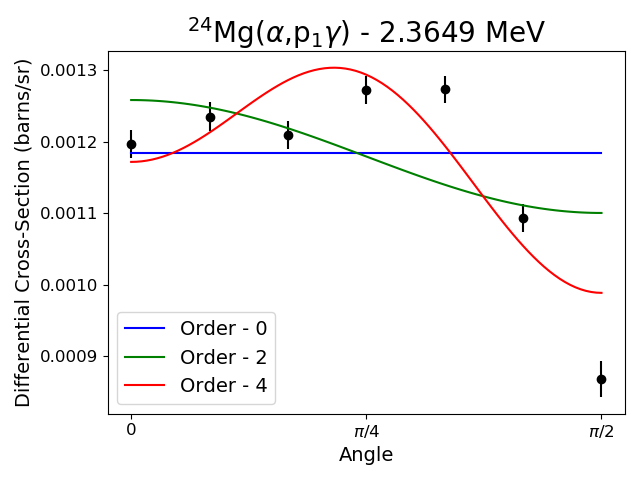 ²⁴Mg(α,p₁γ) - 2.3649 MeV
Differential Cross-Section (barns/sr)
0.0013
0.0012
0.0011
0.0010
0.0009
Order - 0
Order - 2
Order - 4
0
π/4
π/2
Angle